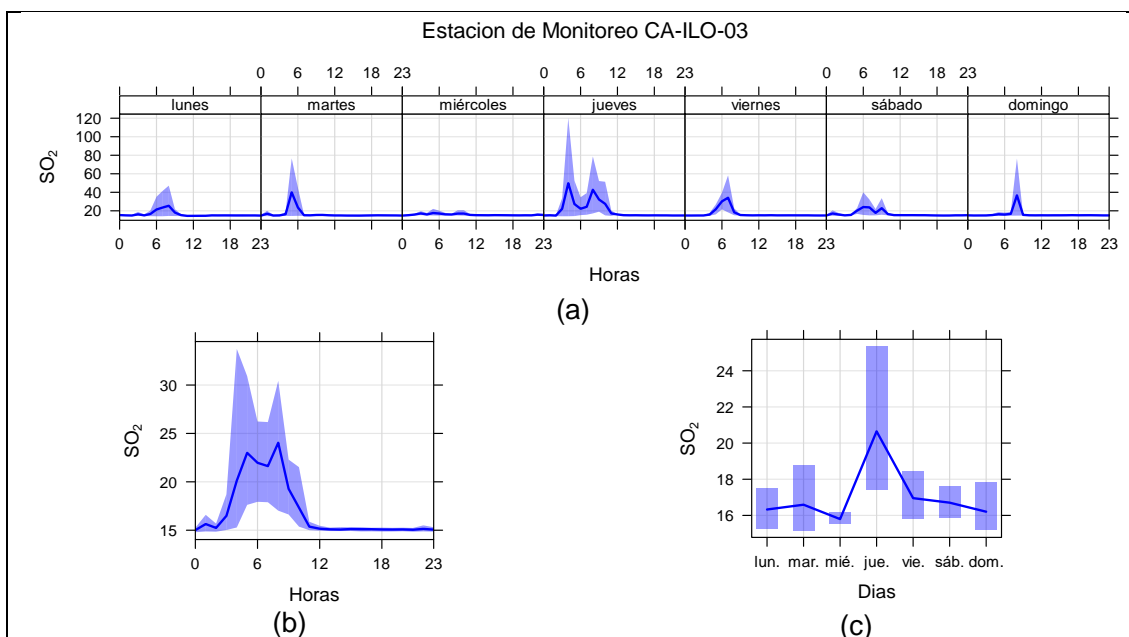 Estacion de Monitoreo CA-ILO-03
0 6 12 18 23 0 6 12 18 23 0 6 12 18 23
lunes martes miércoles jueves viernes sábado domingo
SO2
120
100
80
60
40
20
0 6 12 18 23 0 6 12 18 23 0 6 12 18 23 0 6 12 18 23
Horas
(a)
SO2
30
25
20
15
0 6 12 18 23
Horas
(b)
SO2
24
22
20
18
16
lun. mar. mié. jue. vie. sáb. dom.
Dias
(c)